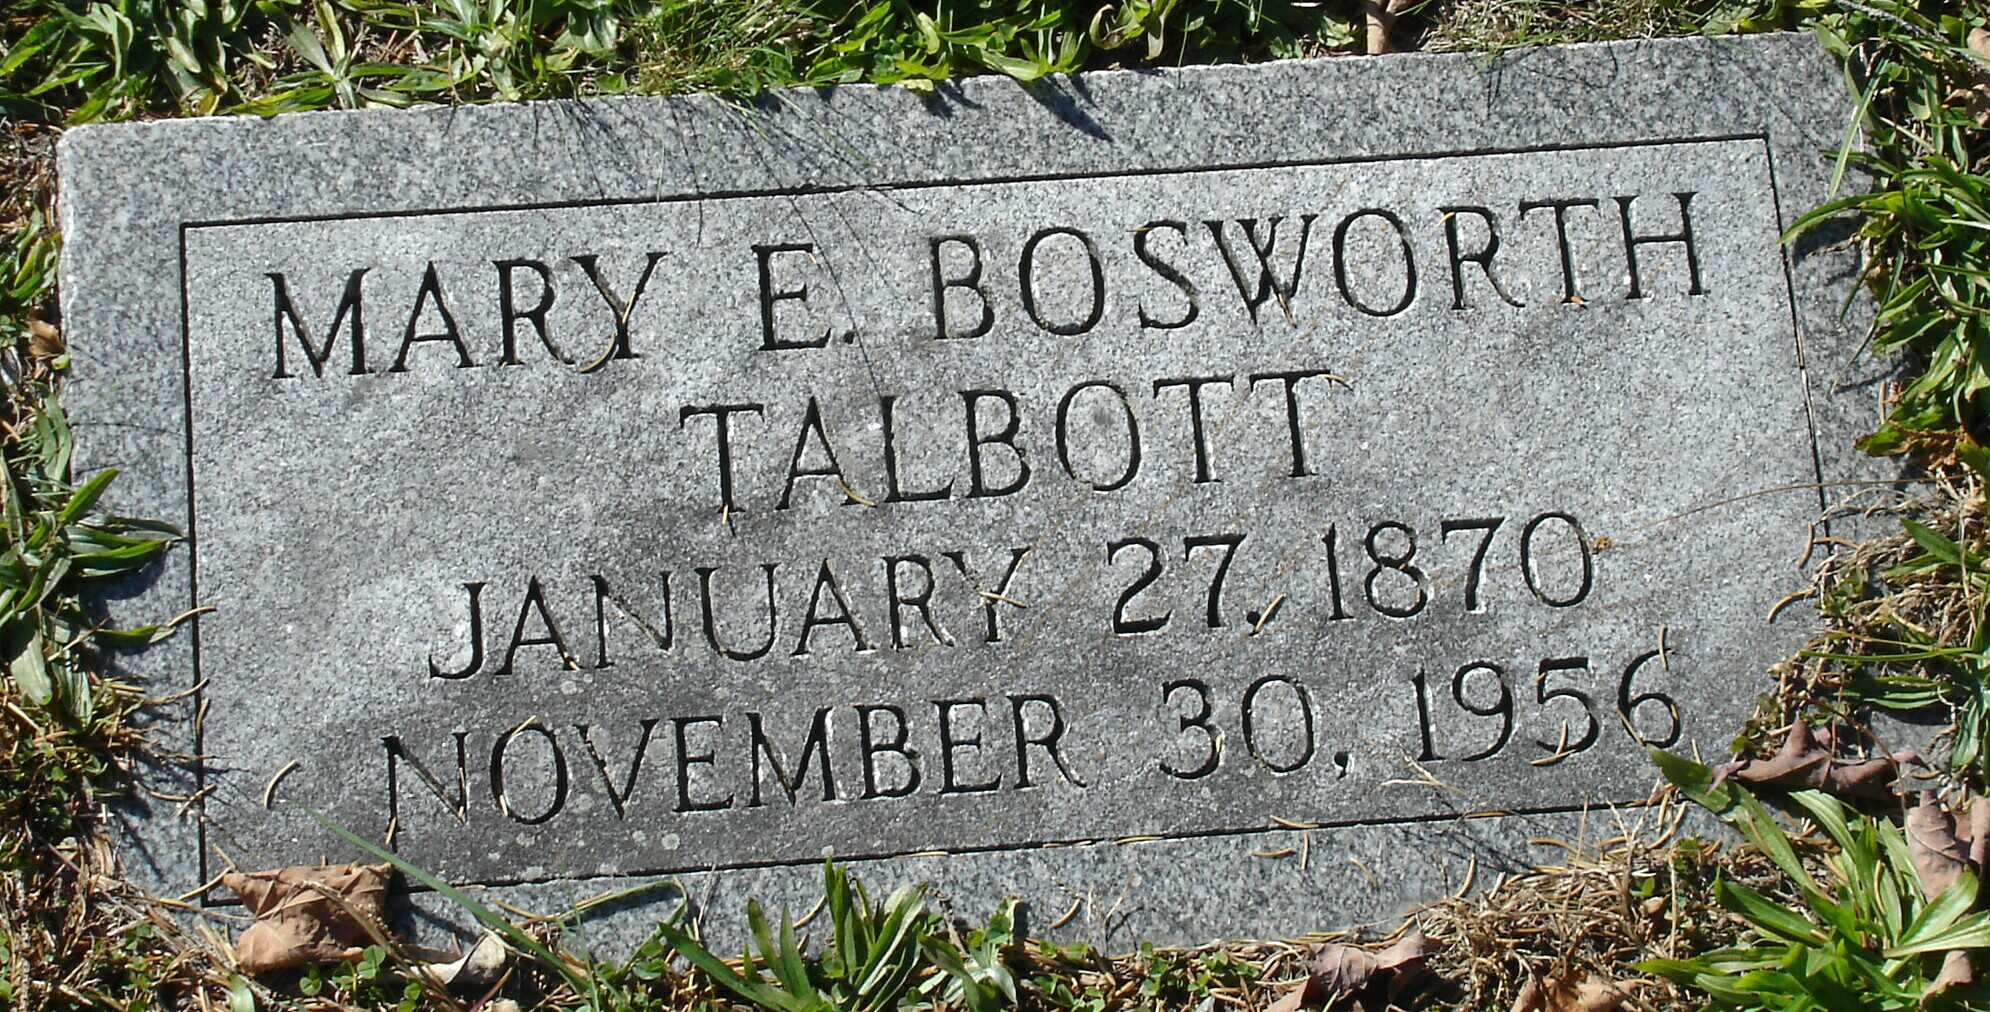 MARY E. BOSWORTH
TALBOTT
JANUARY 27, 1870
NOVEMBER 30, 1956